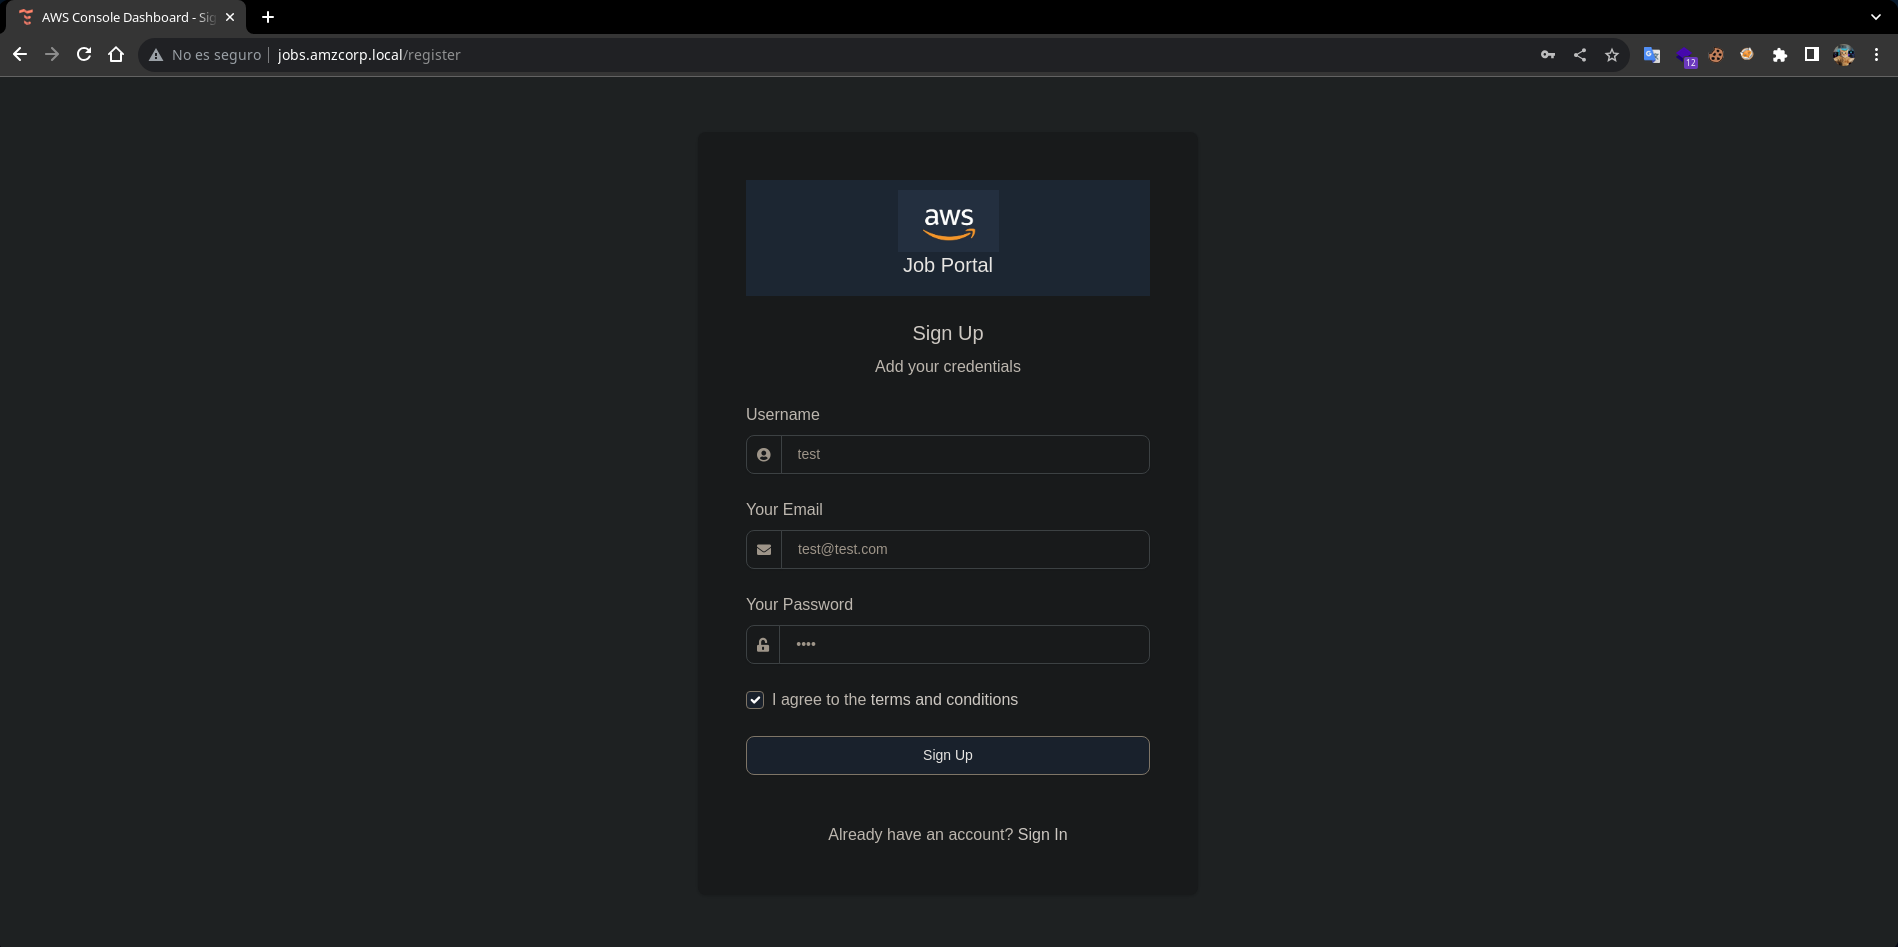 AWS Console Dashboard - Sig
No es seguro jobs.amzcorp.local/register
12
aws
Job Portal
Sign Up
Add your credentials
Username
test
Your Email
test@test.com
Your Password
••••
I agree to the terms and conditions
Sign Up
Already have an account? Sign In